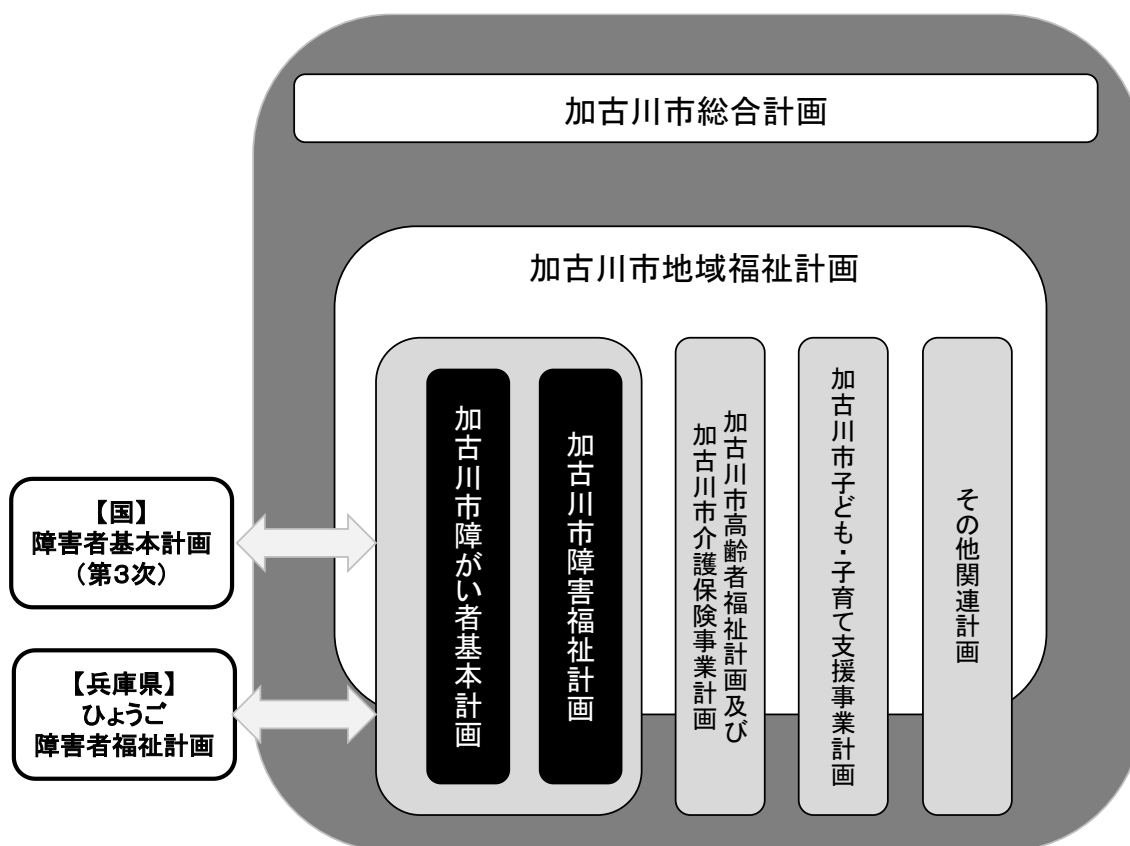 加古川市総合計画
加古川市地域福祉計画
加古川市障がい者基本計画
加古川市障害福祉計画
加古川市高齢者福祉計画及び
加古川市介護保険事業計画
加古川市子ども・子育て支援事業計画
その他関連計画
【国】
障害者基本計画
（第３次）
【兵庫県】
ひょうご
障害者福祉計画